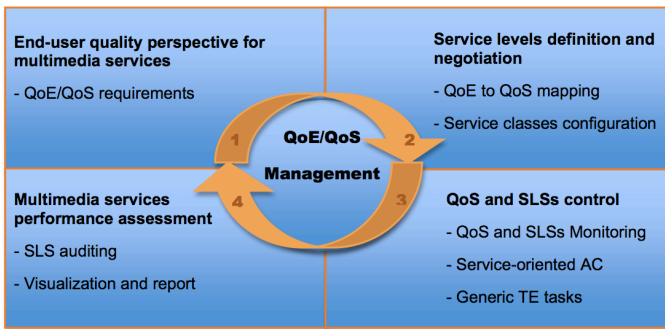 End-user quality perspective for
multimedia services
- QoE/QoS requirements
Service levels definition and
negotiation
- QoE to QoS mapping
- Service classes configuration
1
QoE/QoS
2
Management
4
3
Multimedia services
performance assessment
- SLS auditing
- Visualization and report
QoS and SLSs control
- QoS and SLSs Monitoring
- Service-oriented AC
- Generic TE tasks